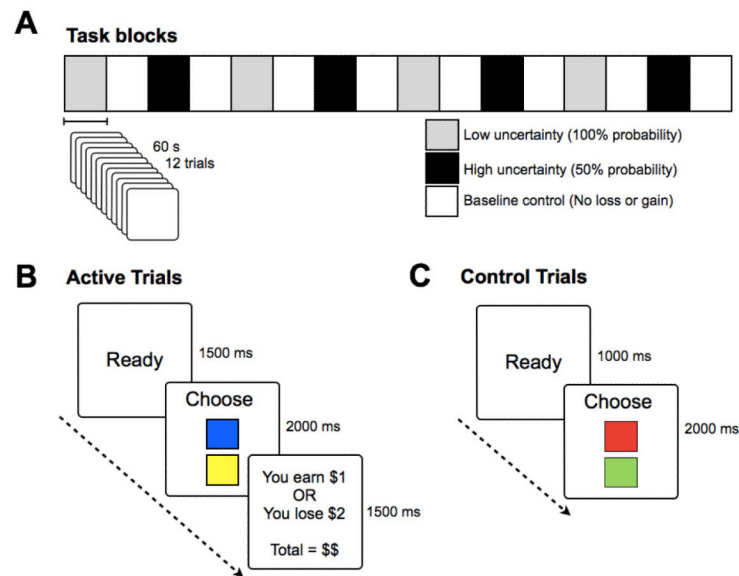 A
Task blocks
60 s
12 trials
Low uncertainty (100% probability)
High uncertainty (50% probability)
Baseline control (No loss or gain)
B
Active Trials
Ready
1500 ms
Choose
2000 ms
You earn $1
OR
You lose $2
Total = $$
1500 ms
C
Control Trials
Ready
1000 ms
Choose
2000 ms